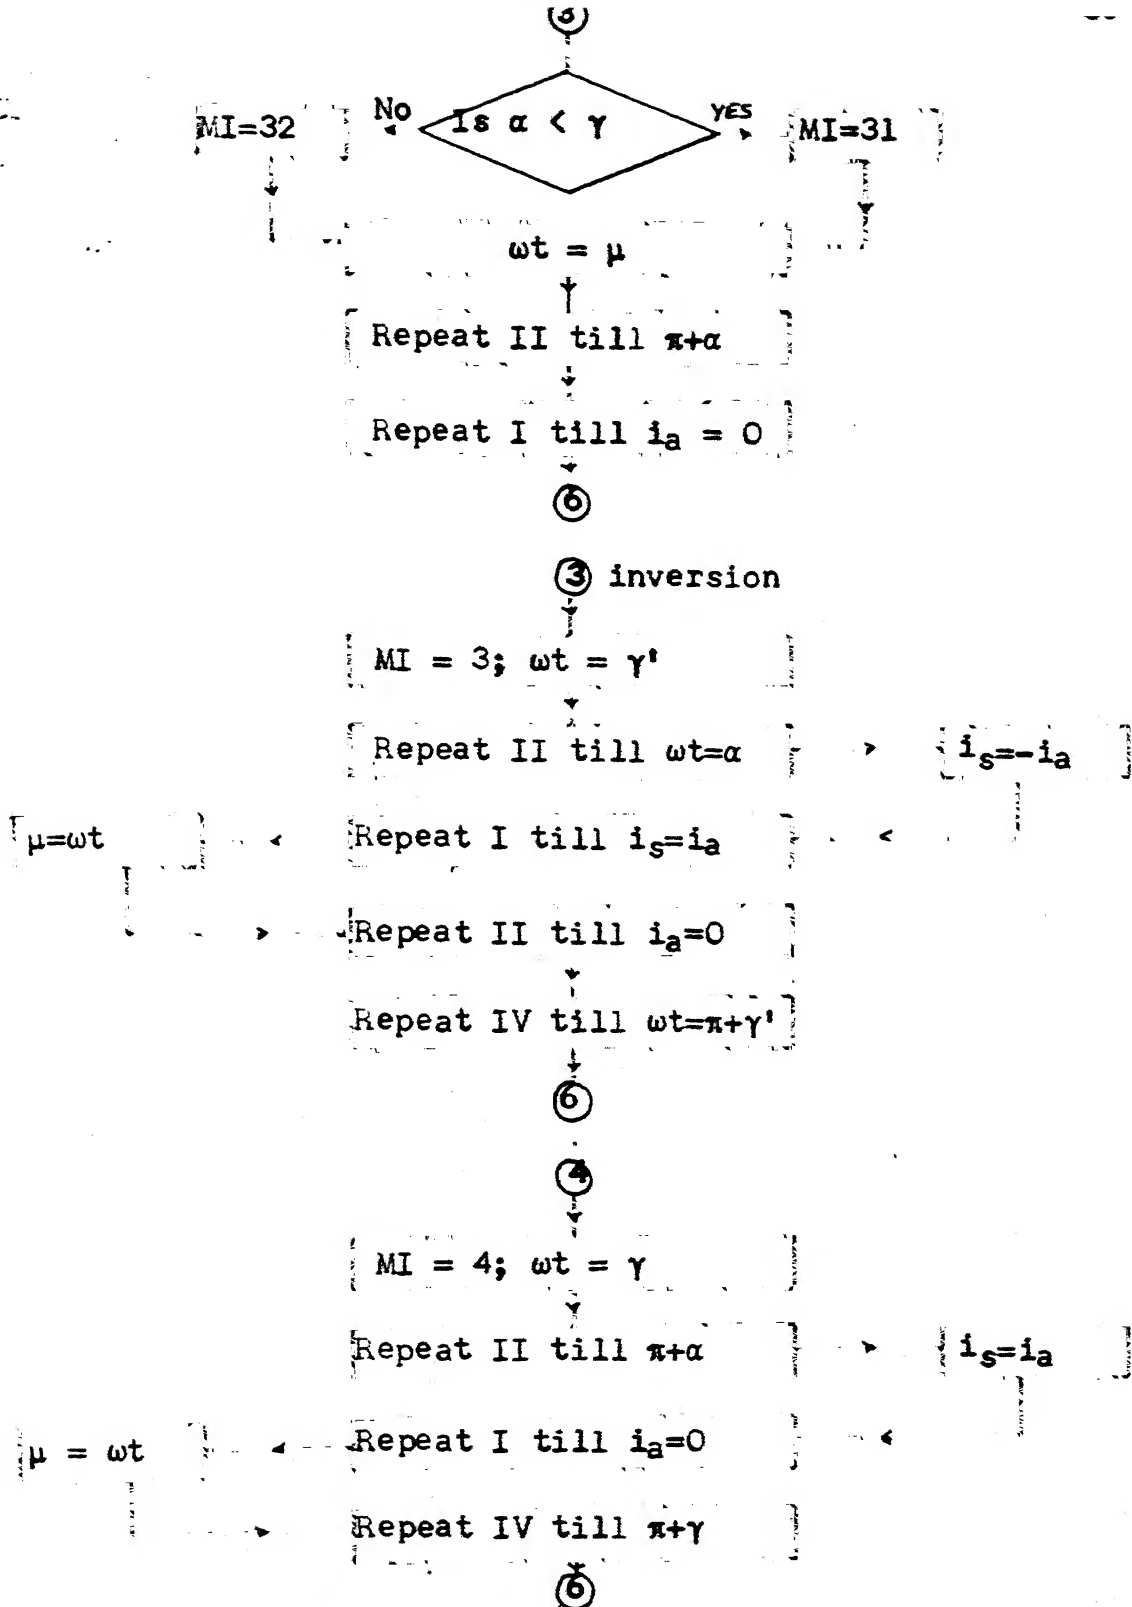 3
No
Is α < γ
YES
MI=32
MI=31
ωt = μ
Repeat II till π+α
Repeat I till ia = 0
6
3 inversion
MI = 3; ωt = γ'
Repeat II till ωt=α
is=-ia
μ=ωt
Repeat I till is=ia
Repeat II till ia=0
Repeat IV till ωt=π+γ'
6
4
MI = 4; ωt = γ
Repeat II till π+α
is=ia
μ = ωt
Repeat I till ia=0
Repeat IV till π+γ
6